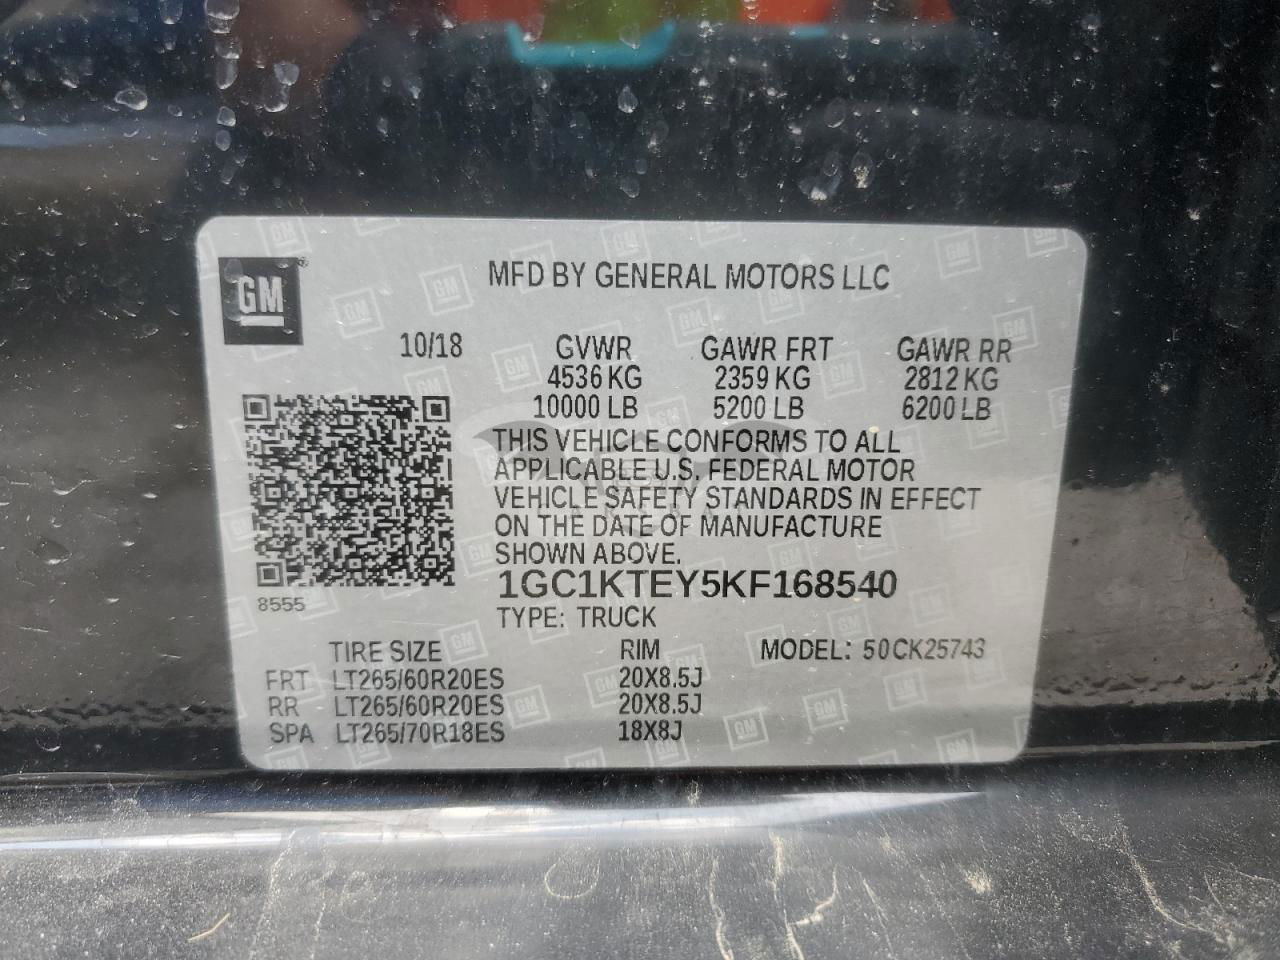 GM
MFD BY GENERAL MOTORS LLC
10/18 GVWR GAWR FRT GAWR RR
4536 KG 2359 KG 2812 KG
10000 LB 5200 LB 6200 LB
THIS VEHICLE CONFORMS TO ALL
APPLICABLE U.S. FEDERAL MOTOR
VEHICLE SAFETY STANDARDS IN EFFECT
ON THE DATE OF MANUFACTURE
SHOWN ABOVE.
1GC1KTEY5KF168540
8555
TYPE: TRUCK
TIRE SIZE RIM MODEL: 50CK25743
FRT LT265/60R20ES 20X8.5J
RR LT265/60R20ES 20X8.5J
SPA LT265/70R18ES 18X8J